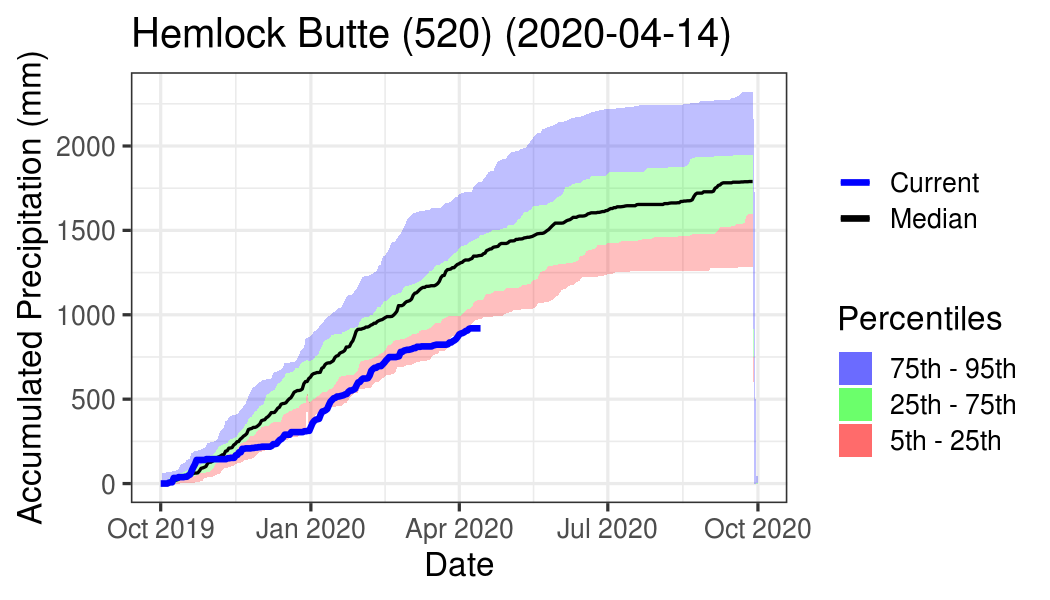 Hemlock Butte (520) (2020-04-14)
Accumulated Precipitation (mm)
2000
1500
1000
500
0
Oct 2019 Jan 2020 Apr 2020 Jul 2020 Oct 2020
Date
Current
Median
Percentiles
75th - 95th
25th - 75th
5th - 25th